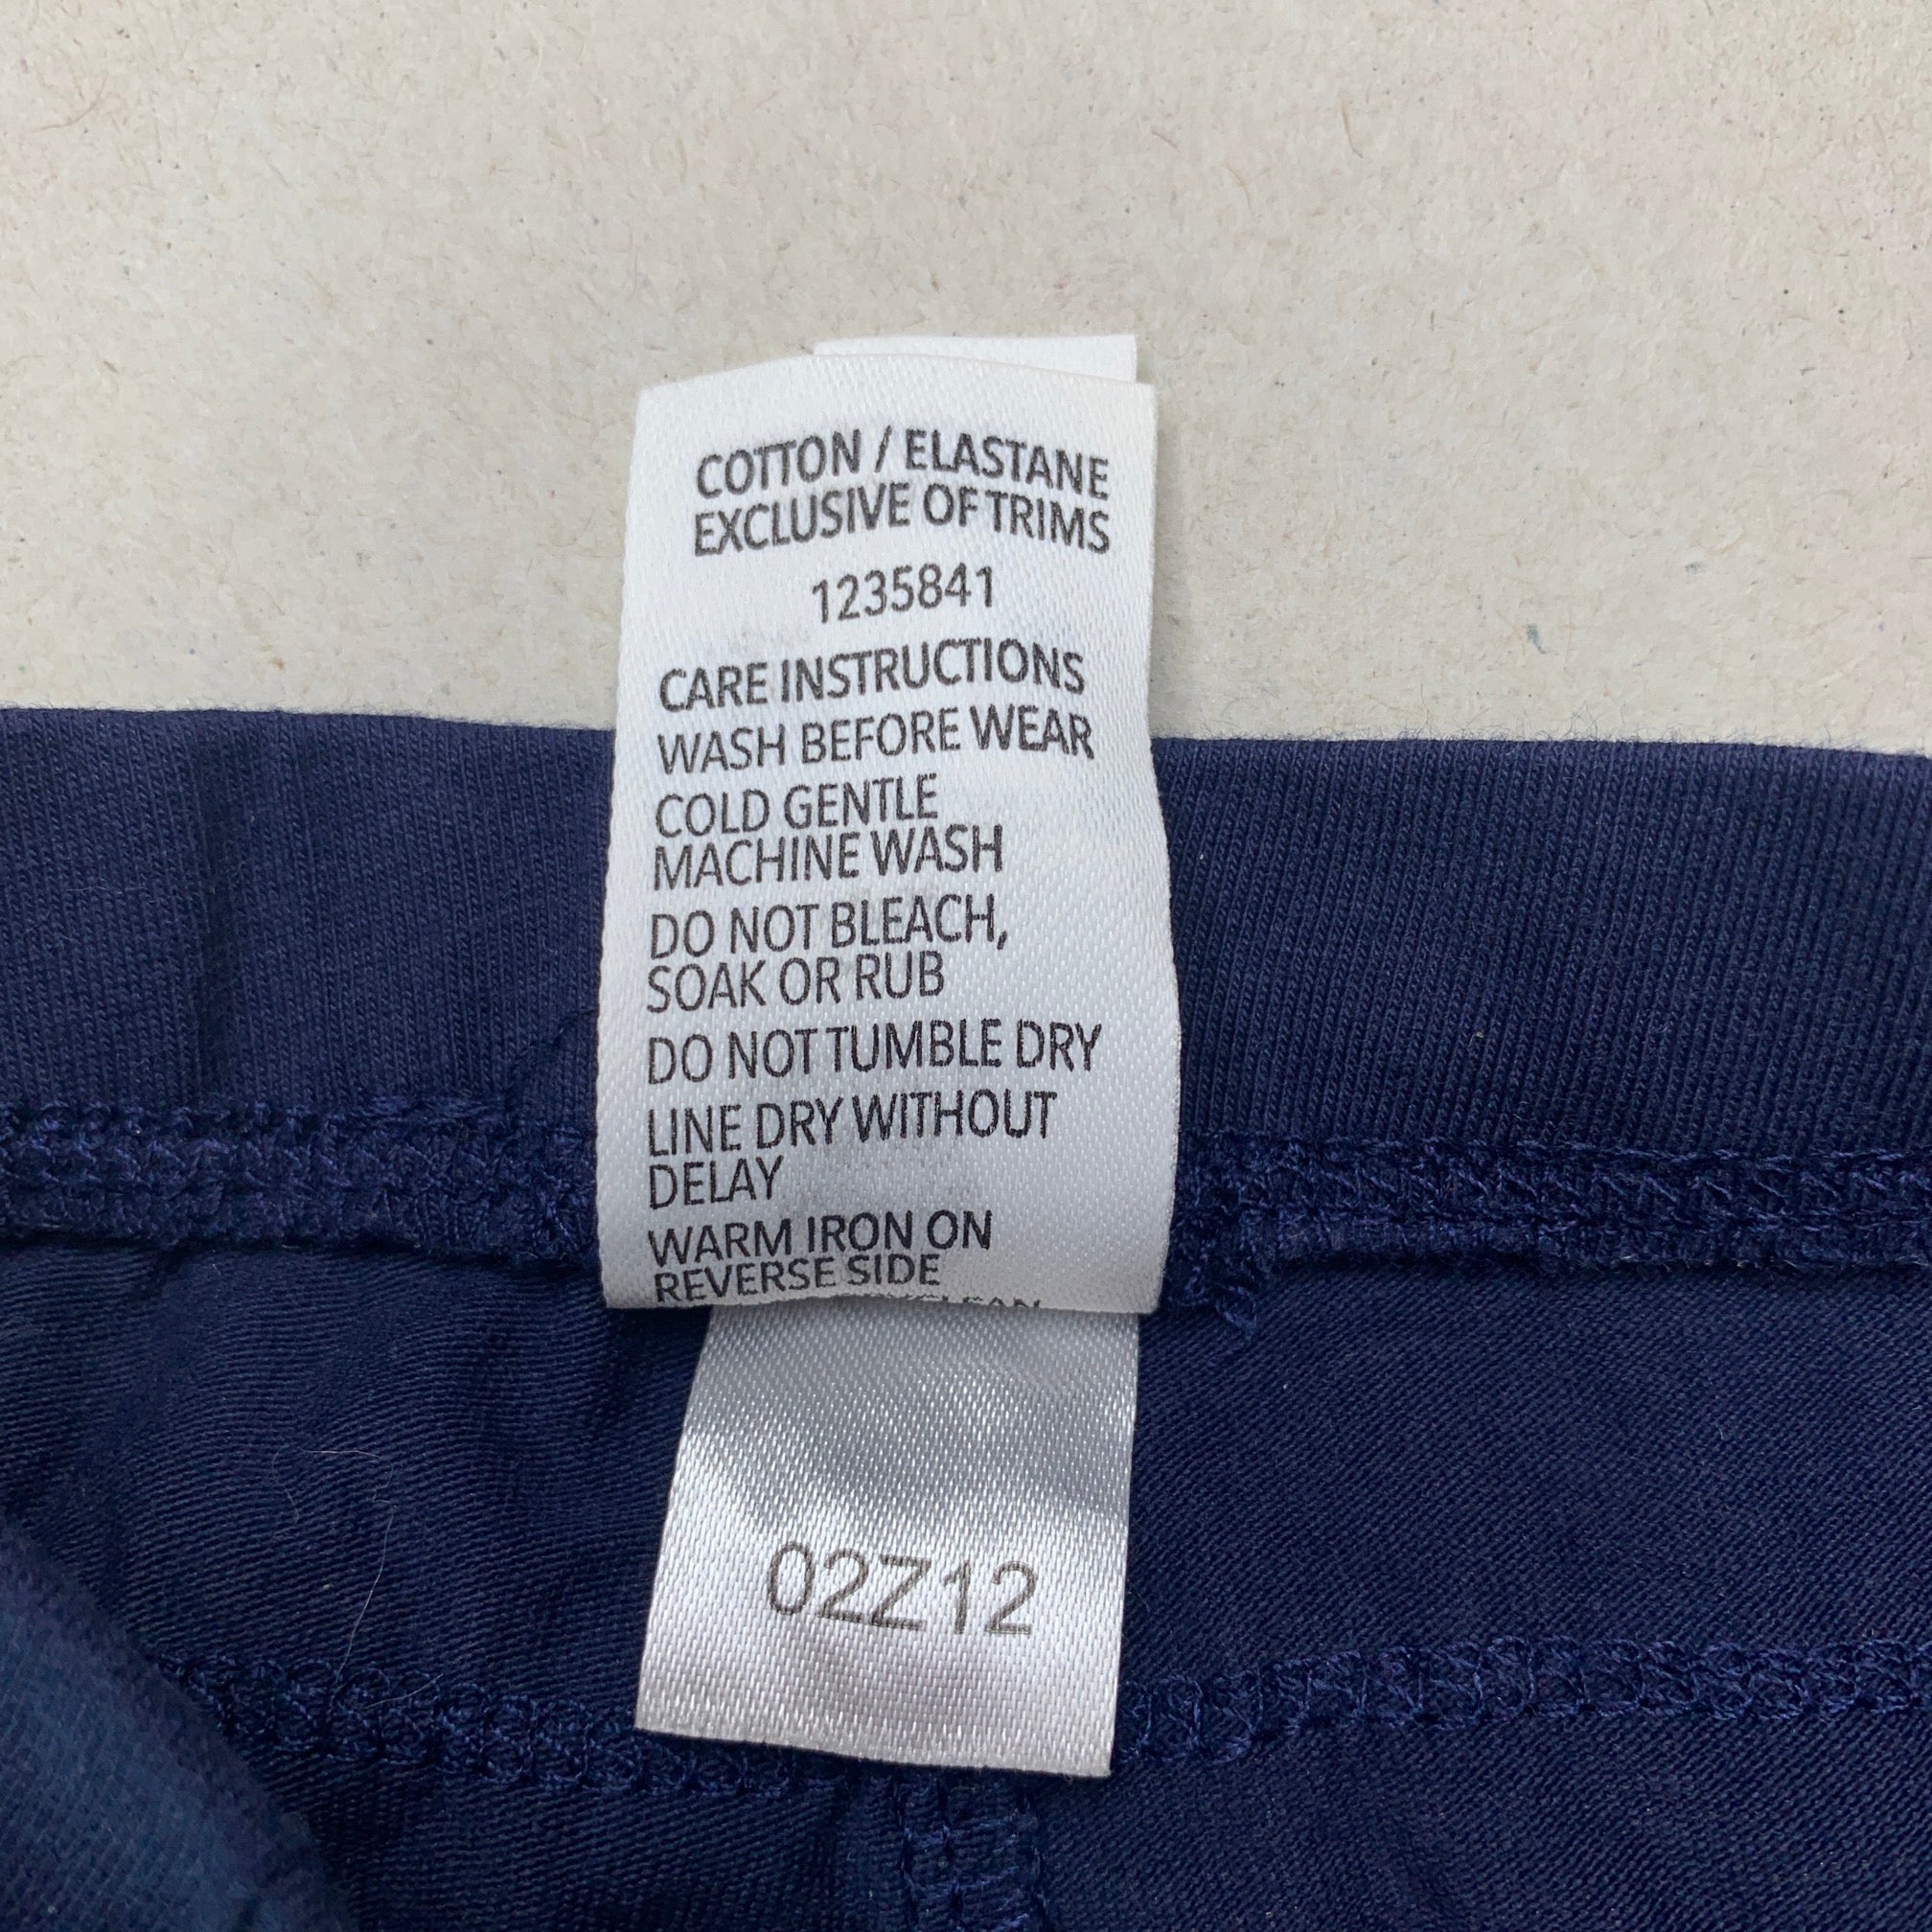 COTTON / ELASTANE
EXCLUSIVE OF TRIMS
1235841
CARE INSTRUCTIONS
WASH BEFORE WEAR
COLD GENTLE
MACHINE WASH
DO NOT BLEACH,
SOAK OR RUB
DO NOT TUMBLE DRY
LINE DRY WITHOUT
DELAY
WARM IRON ON
REVERSE SIDE
02Z12